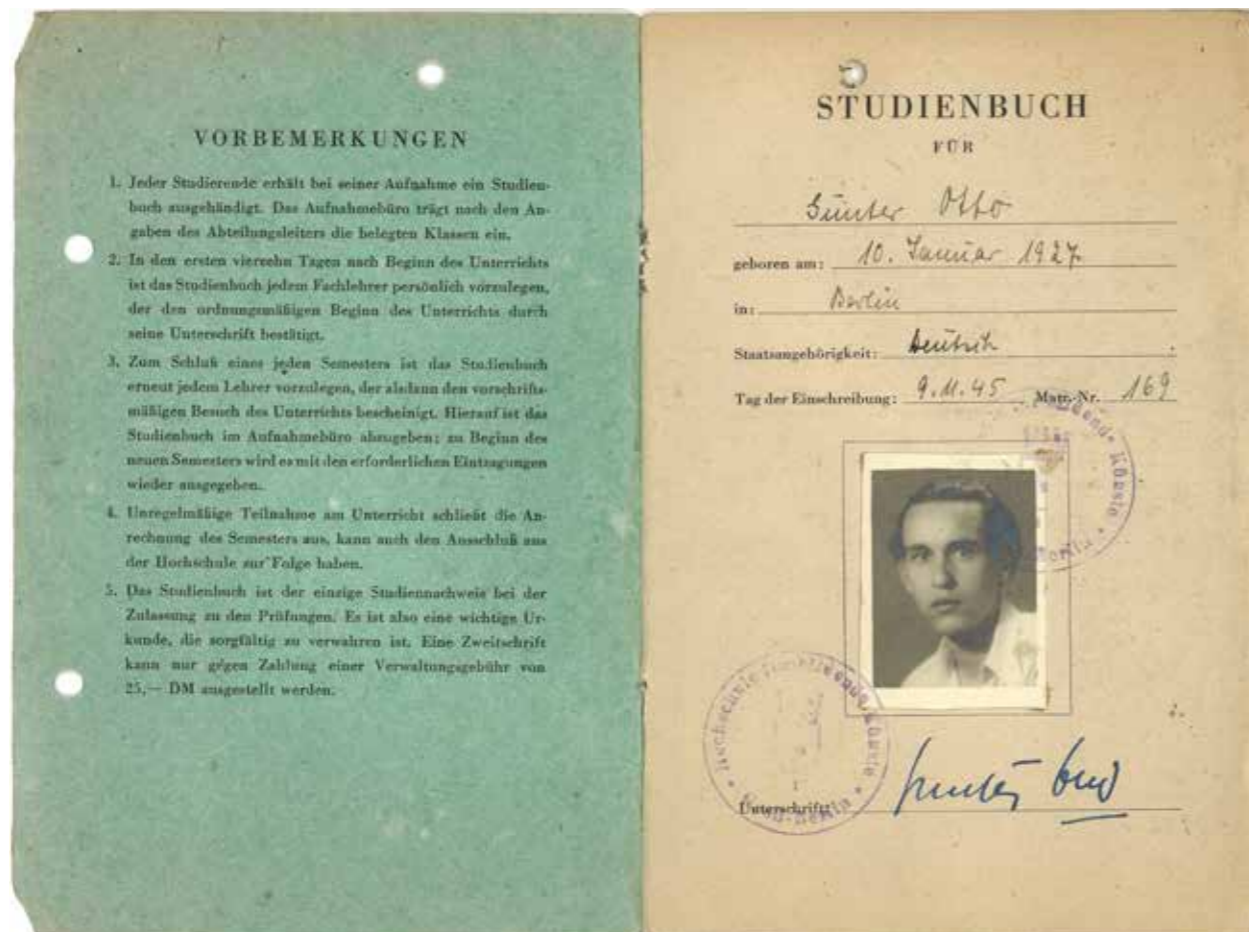 VORBEMERKUNGEN
1. Jeder Studierende erhält bei seiner Aufnahme ein Studien-
buch ausgehändigt. Das Aufnahmebüro trägt nach den An-
gaben des Abteilungsleiters die belegten Klassen ein.
2. In den ersten vierzehn Tagen nach Beginn des Unterrichts
ist das Studienbuch jedem Fachlehrer persönlich vorzulegen,
der den ordnungsmäßigen Beginn des Unterrichts durch
seine Unterschrift bestätigt.
3. Zum Schluß eines jeden Semesters ist das Studienbuch
erneut jedem Lehrer vorzulegen, der alsdann den vorschrifts-
mäßigen Besuch des Unterrichts bescheinigt. Hierauf ist das
Studienbuch im Aufnahmebüro abzugeben; zu Beginn des
neuen Semesters wird es mit den erforderlichen Eintragungen
wieder ausgegeben.
4. Unregelmäßige Teilnahme am Unterricht schließt die An-
rechnung des Semesters aus, kann auch den Ausschluß aus
der Hochschule zur Folge haben.
5. Das Studienbuch ist der einzige Studiennachweis bei der
Zulassung zu den Prüfungen. Es ist also eine wichtige Ur-
kunde, die sorgfältig zu verwahren ist. Eine Zweitschrift
kann nur gegen Zahlung einer Verwaltungsgebühr von
25,— DM ausgestellt werden.
STUDIENBUCH
FÜR
Günter Otto
geboren am: 10. Januar 1927
in: Berlin
Staatsangehörigkeit: Deutsch
Tag der Einschreibung: 9.11.45 Matr.-Nr. 169
Künste
Hochschule Künste
Berlin
Unterschrift: Günter Otto